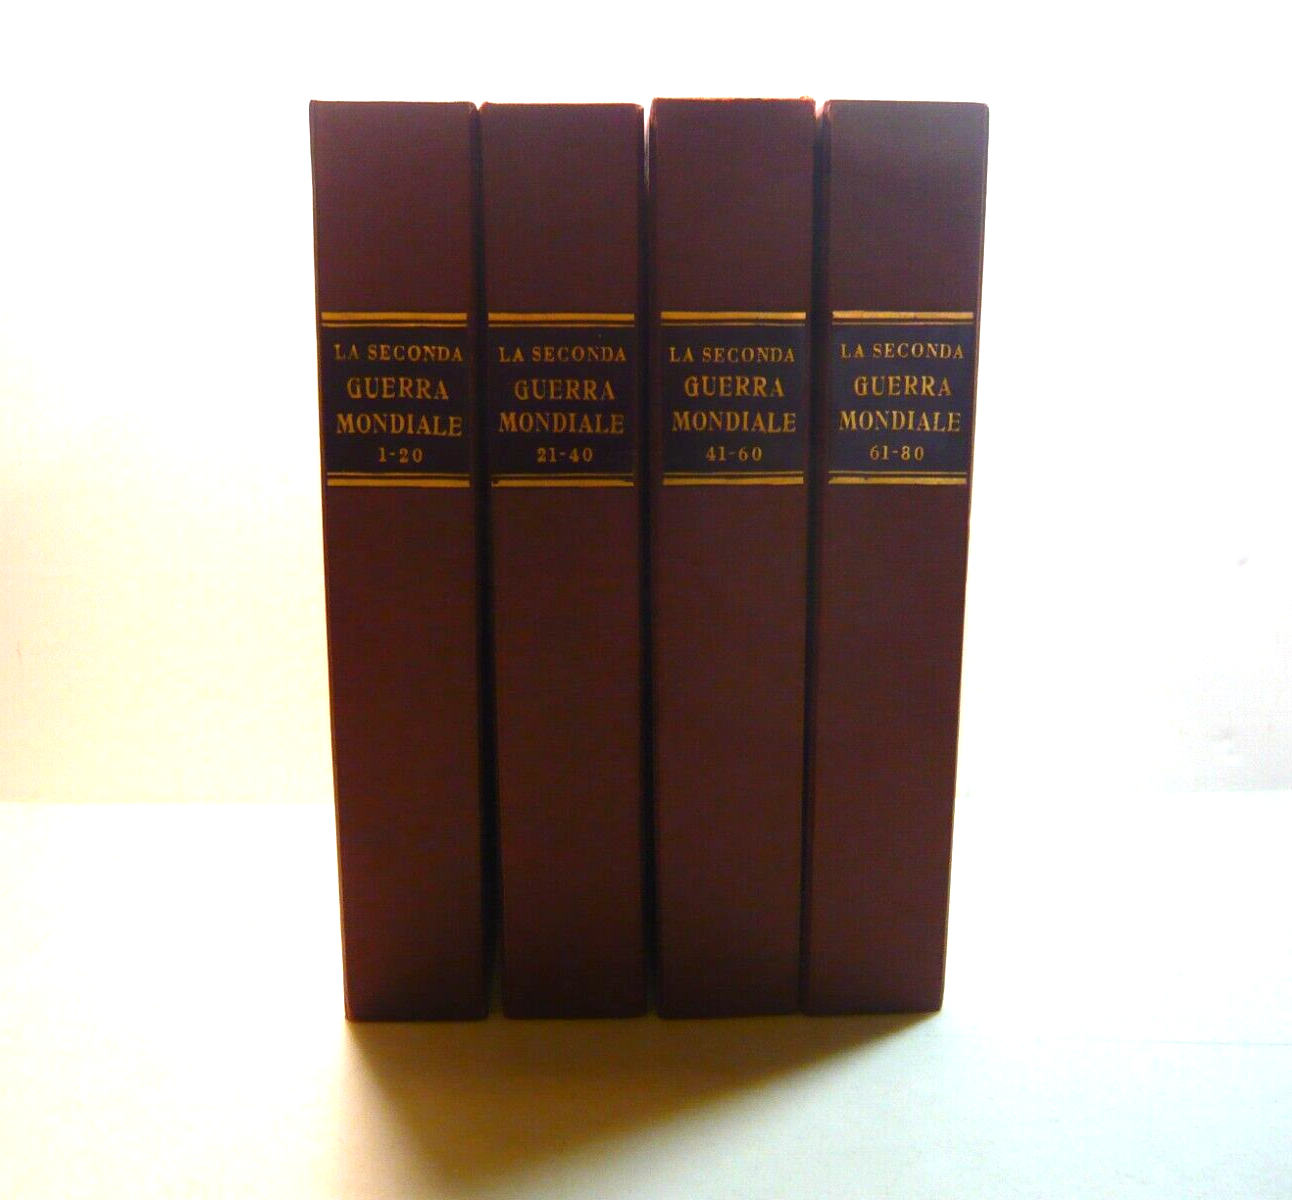 LA SECONDA
GUERRA
MONDIALE
1-20
LA SECONDA
GUERRA
MONDIALE
21-40
LA SECONDA
GUERRA
MONDIALE
41-60
LA SECONDA
GUERRA
MONDIALE
61-80